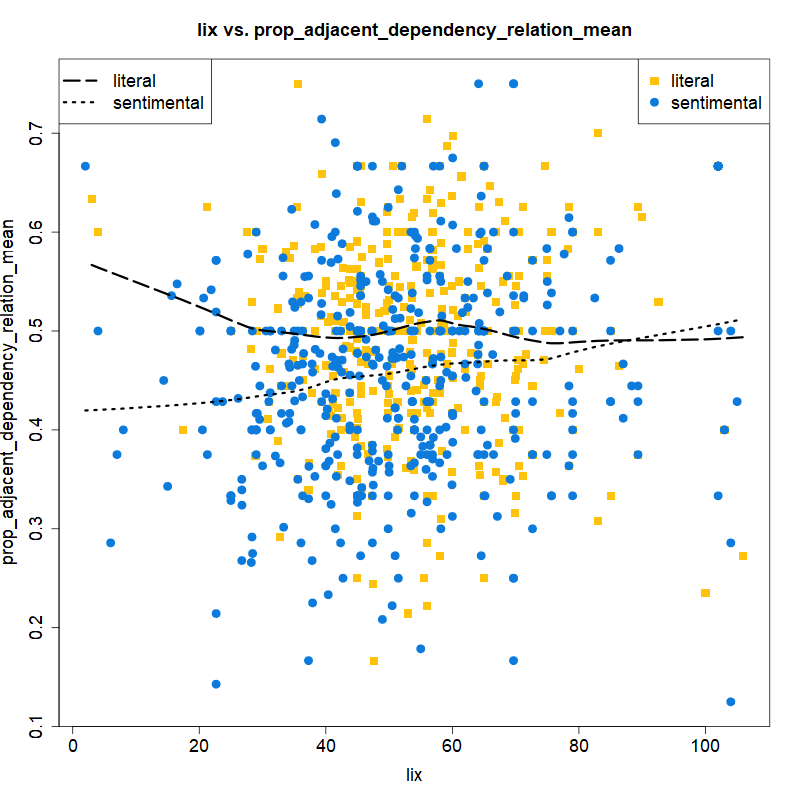 lix vs. prop_adjacent_dependency_relation_mean
literal
sentimental
literal
sentimental
prop_adjacent_dependency_relation_mean
0.7
0.6
0.5
0.4
0.3
0.2
0.1
0 20 40 60 80 100
lix